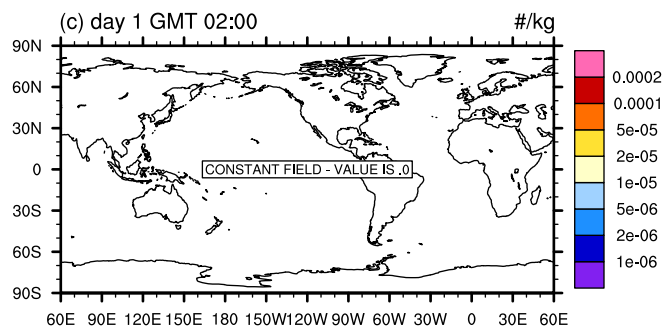 (c) day 1 GMT 02:00 #/kg
90N
60N
30N
0
30S
60S
90S
CONSTANT FIELD - VALUE IS .0
60E 90E 120E 150E 180 150W 120W 90W 60W 30W 0 30E 60E
0.0002
0.0001
5e-05
2e-05
1e-05
5e-06
2e-06
1e-06